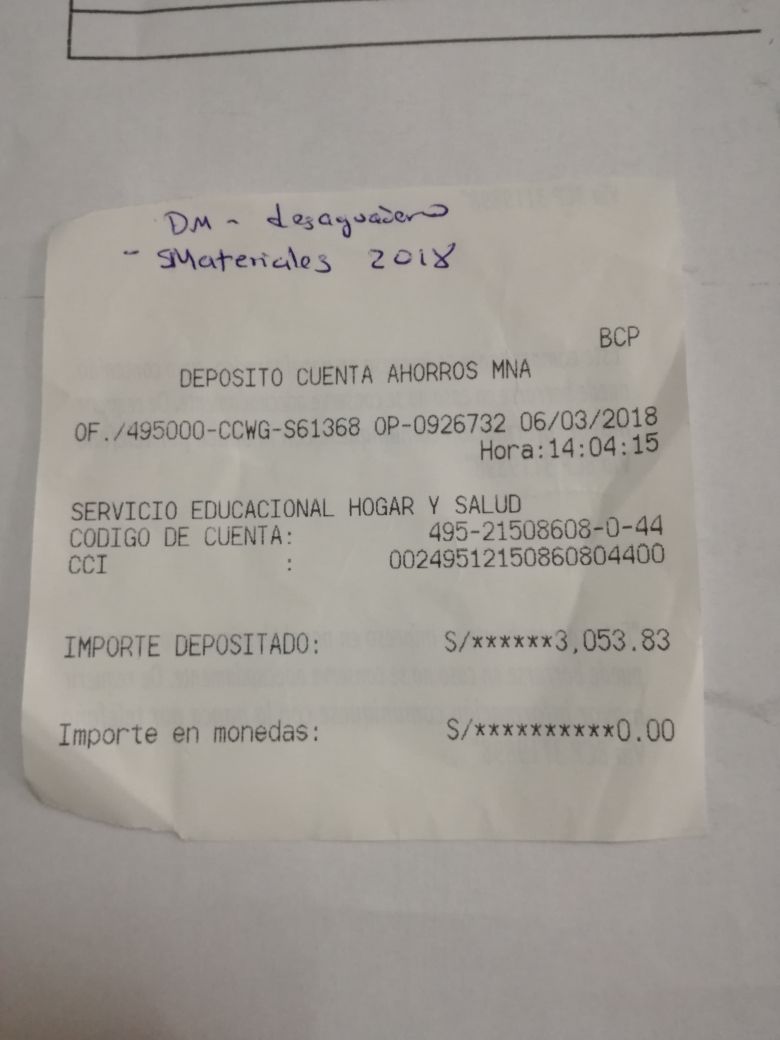 DM - desaguadero
- Materiales 2018
BCP
DEPOSITO CUENTA AHORROS MNA
OF./495000-CCWG-S61368 OP-0926732 06/03/2018
Hora:14:04:15
SERVICIO EDUCACIONAL HOGAR Y SALUD
CODIGO DE CUENTA: 495-21508608-0-44
CCI : 00249512150860804400
IMPORTE DEPOSITADO: S/******3,053.83
Importe en monedas: S/**********0.00